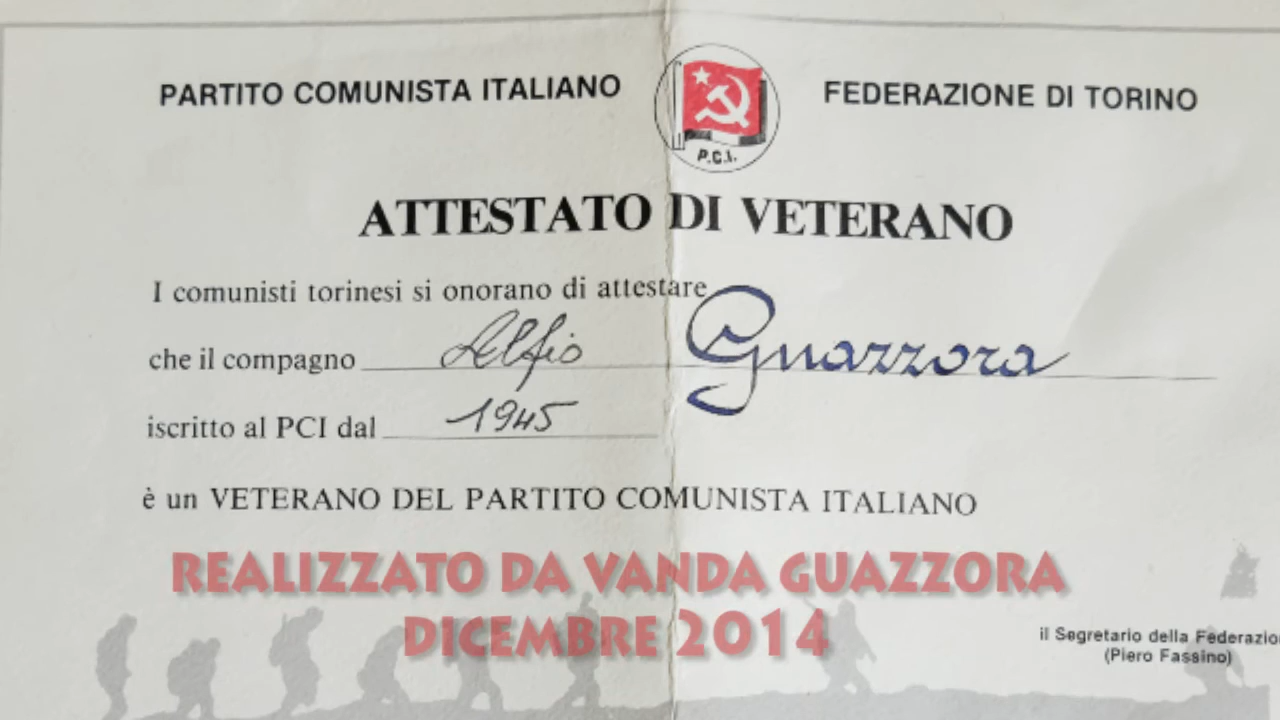 PARTITO COMUNISTA ITALIANO
P.C.I.
FEDERAZIONE DI TORINO
ATTESTATO DI VETERANO
I comunisti torinesi si onorano di attestare
che il compagno Alfio Guazzora
iscritto al PCI dal 1945
è un VETERANO DEL PARTITO COMUNISTA ITALIANO
REALIZZATO DA VANDA GUAZZORA
DICEMBRE 2014
il Segretario della Federazio
(Piero Fassino)